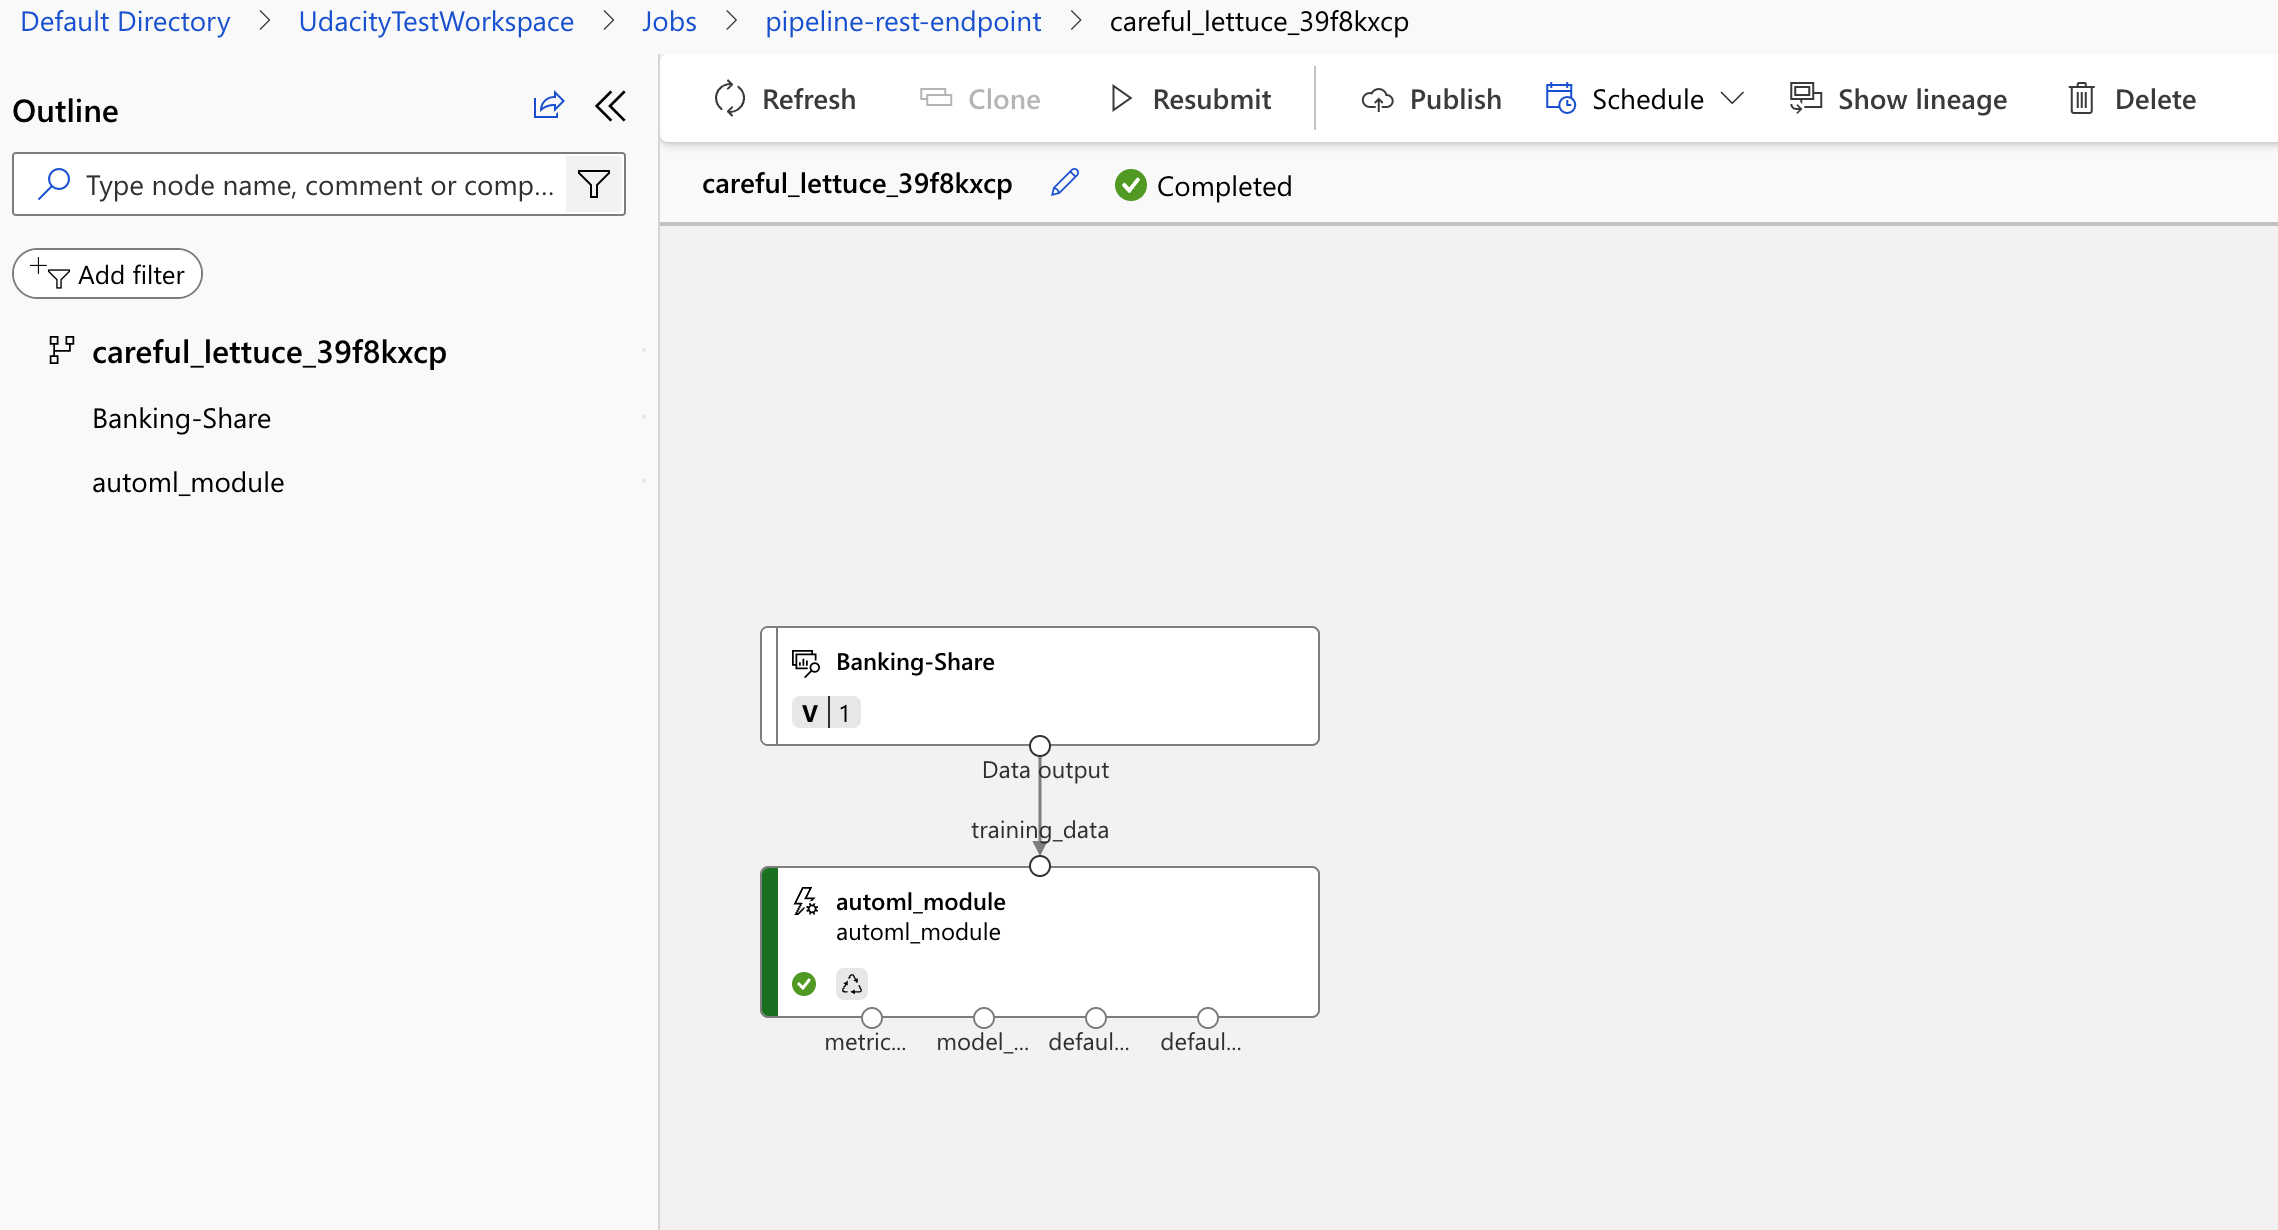 Default Directory > UdacityTestWorkspace > Jobs > pipeline-rest-endpoint > careful_lettuce_39f8kxcp
Outline
Type node name, comment or comp...
Add filter
careful_lettuce_39f8kxcp
Banking-Share
automl_module
Refresh Clone Resubmit Publish Schedule Show lineage Delete
careful_lettuce_39f8kxcp Completed
Banking-Share
V | 1
Data output
training_data
automl_module
automl_module
metric... model_... defaul... defaul...